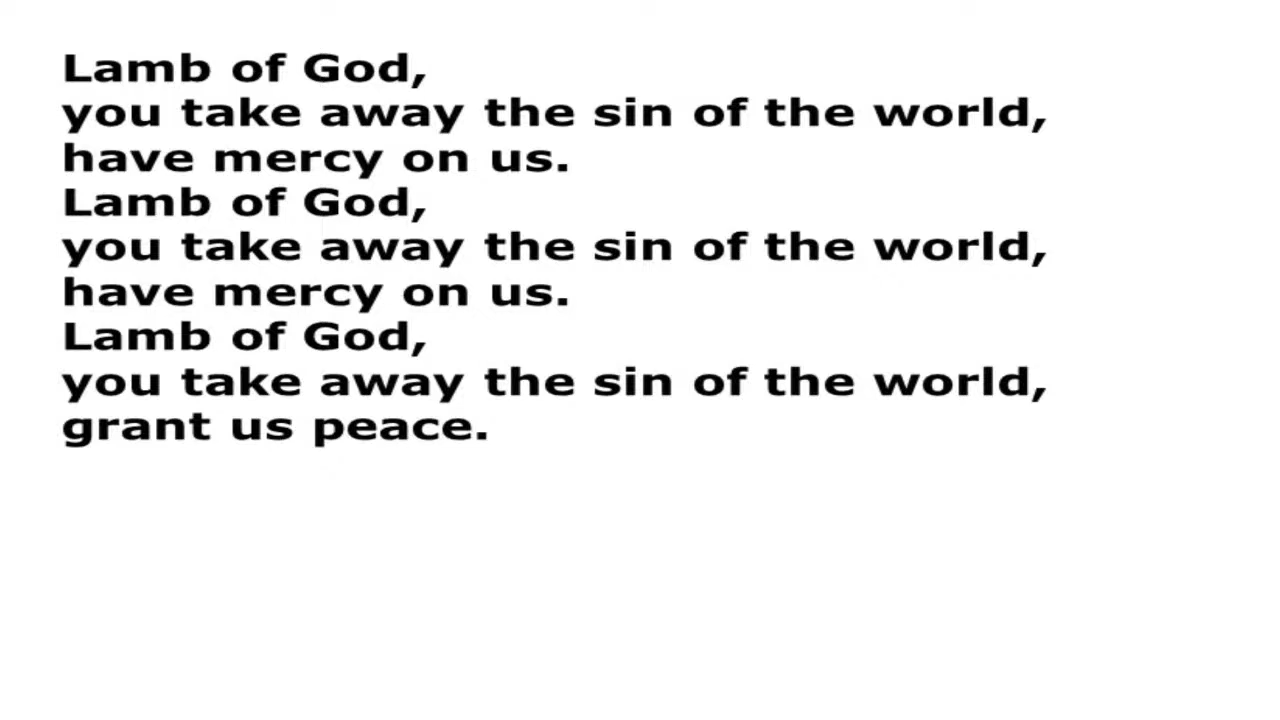 Lamb of God,
you take away the sin of the world,
have mercy on us.
Lamb of God,
you take away the sin of the world,
have mercy on us.
Lamb of God,
you take away the sin of the world,
grant us peace.